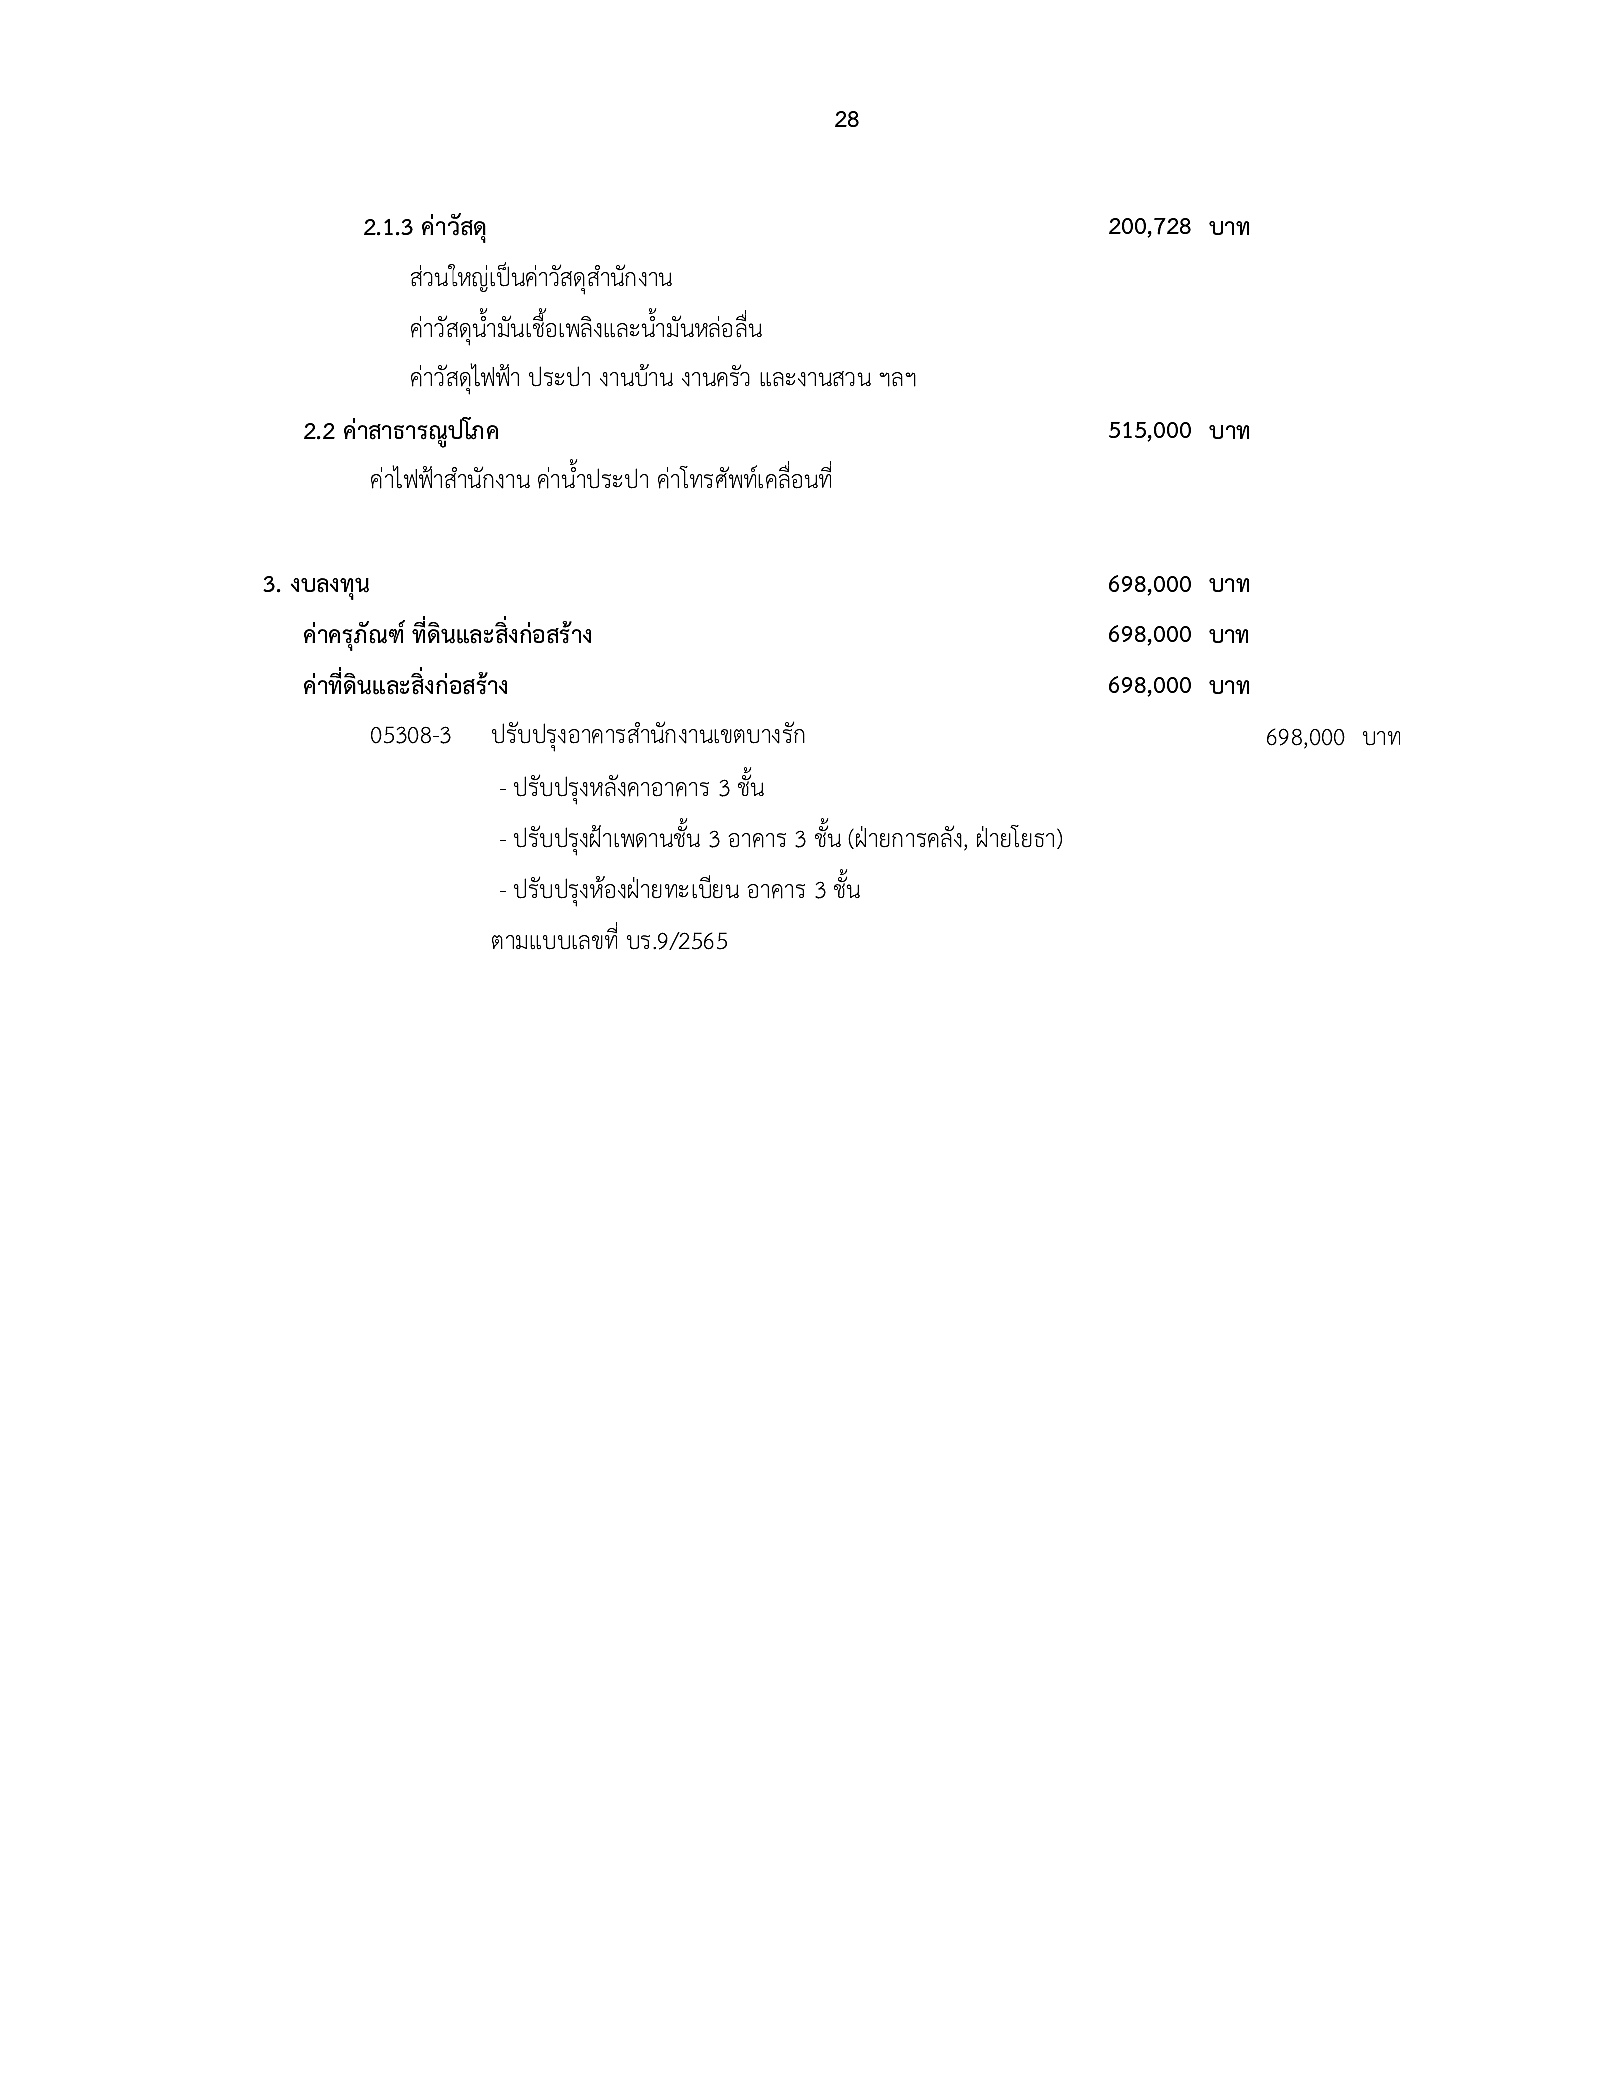 28
2.1.3 ค่าวัสดุ 200,728 บาท
ส่วนใหญ่เป็นค่าวัสดุสำนักงาน
ค่าวัสดุน้ำมันเชื้อเพลิงและน้ำมันหล่อลื่น
ค่าวัสดุไฟฟ้า ประปา งานบ้าน งานครัว และงานสวน ฯลฯ
2.2 ค่าสาธารณูปโภค 515,000 บาท
ค่าไฟฟ้าสำนักงาน ค่าน้ำประปา ค่าโทรศัพท์เคลื่อนที่
3. งบลงทุน 698,000 บาท
ค่าครุภัณฑ์ ที่ดินและสิ่งก่อสร้าง 698,000 บาท
ค่าที่ดินและสิ่งก่อสร้าง 698,000 บาท
05308-3 ปรับปรุงอาคารสำนักงานเขตบางรัก 698,000 บาท
- ปรับปรุงหลังคาอาคาร 3 ชั้น
- ปรับปรุงฝ้าเพดานชั้น 3 อาคาร 3 ชั้น (ฝ่ายการคลัง, ฝ่ายโยธา)
- ปรับปรุงห้องฝ่ายทะเบียน อาคาร 3 ชั้น
ตามแบบเลขที่ บร.9/2565